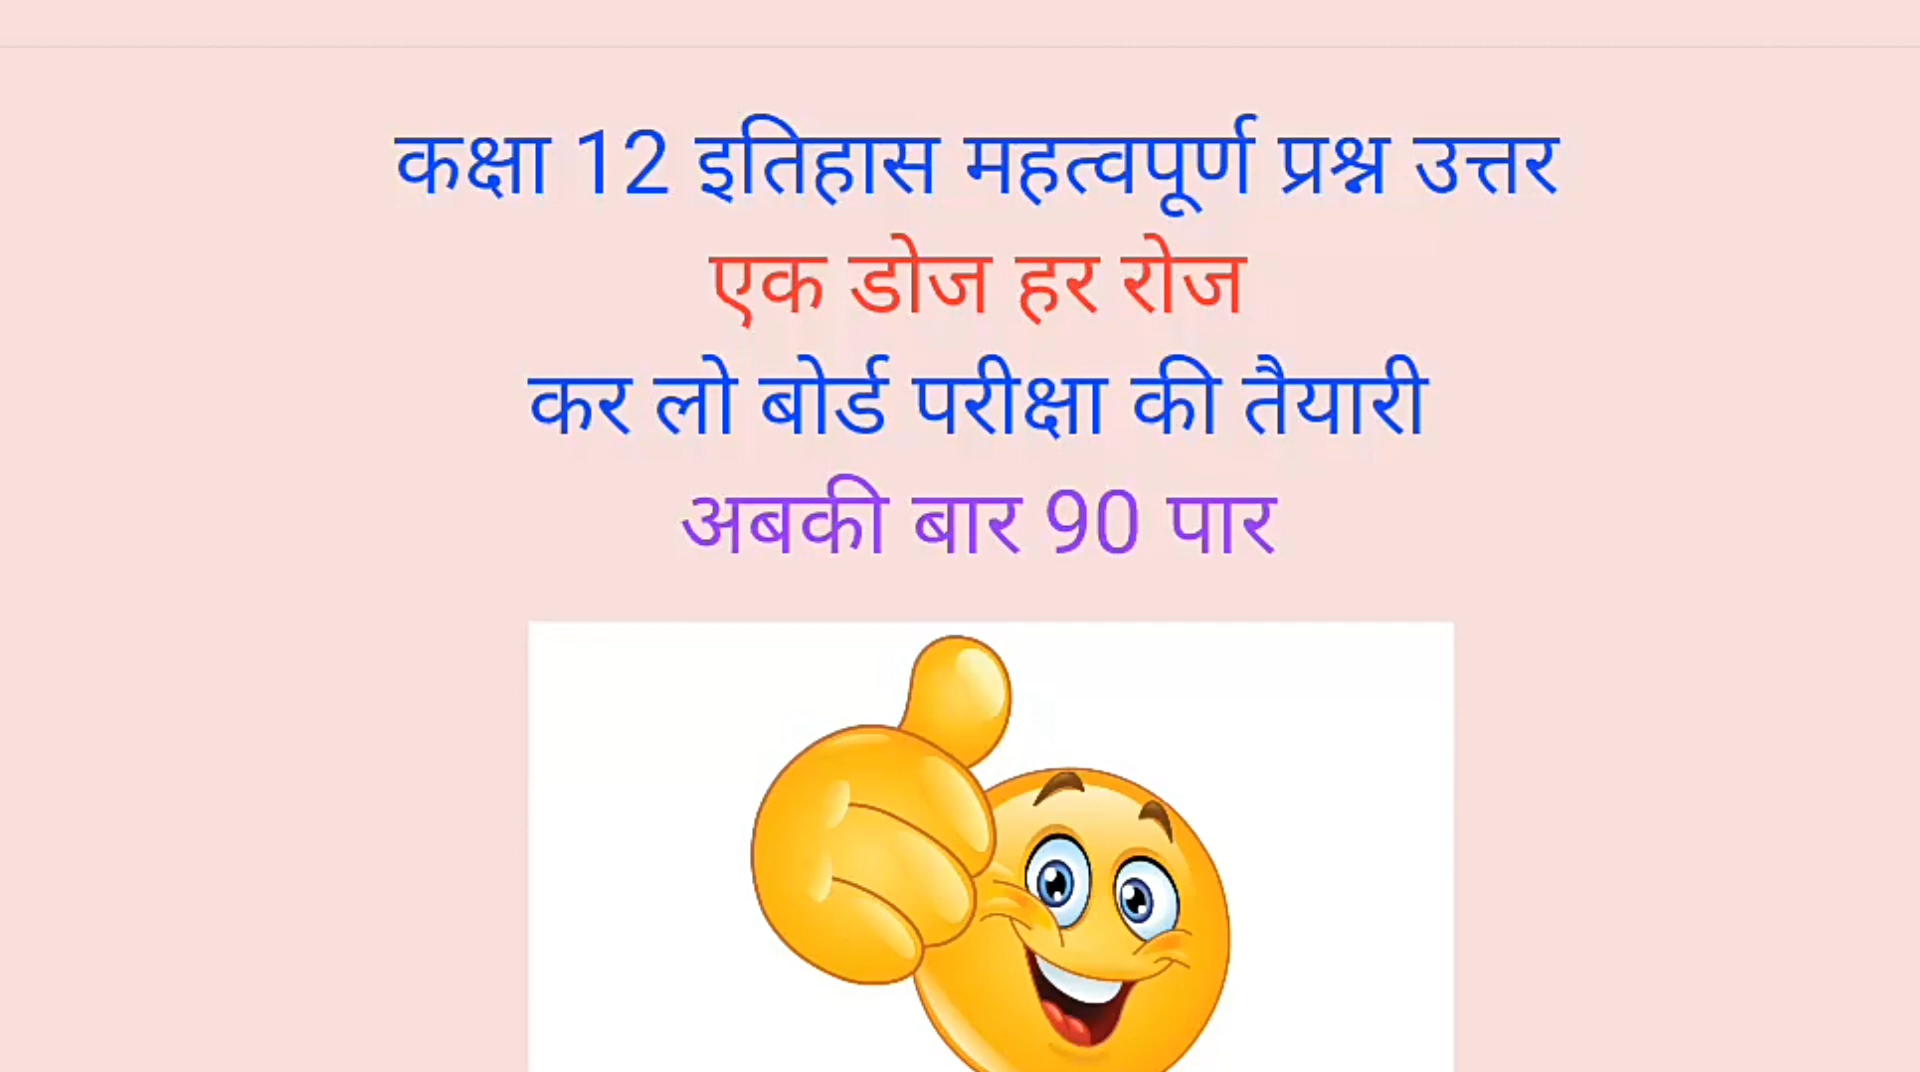 कक्षा 12 इतिहास महत्वपूर्ण प्रश्न उत्तर
एक डोज हर रोज
कर लो बोर्ड परीक्षा की तैयारी
अबकी बार 90 पार